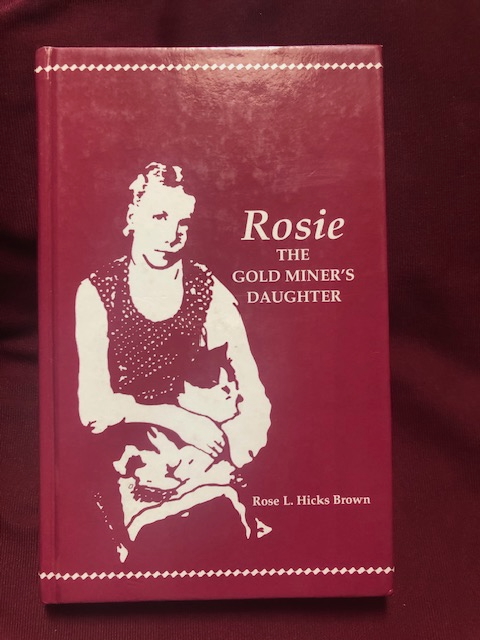 Rosie
THE
GOLD MINER'S
DAUGHTER
Rose L. Hicks Brown